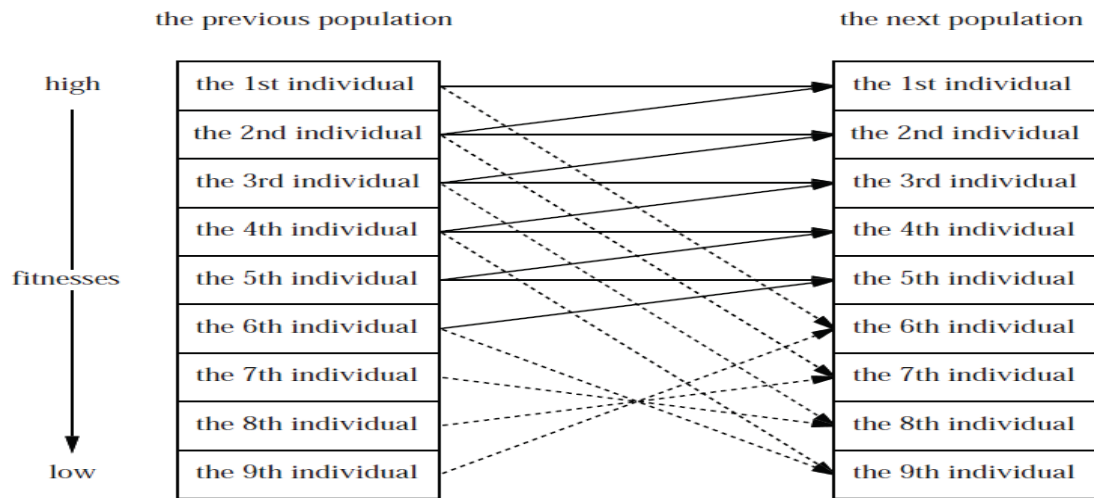 the previous population
the next population
high
the 1st individual
the 1st individual
the 2nd individual
the 2nd individual
the 3rd individual
the 3rd individual
the 4th individual
the 4th individual
fitnesses
the 5th individual
the 5th individual
the 6th individual
the 6th individual
the 7th individual
the 7th individual
the 8th individual
the 8th individual
low
the 9th individual
the 9th individual